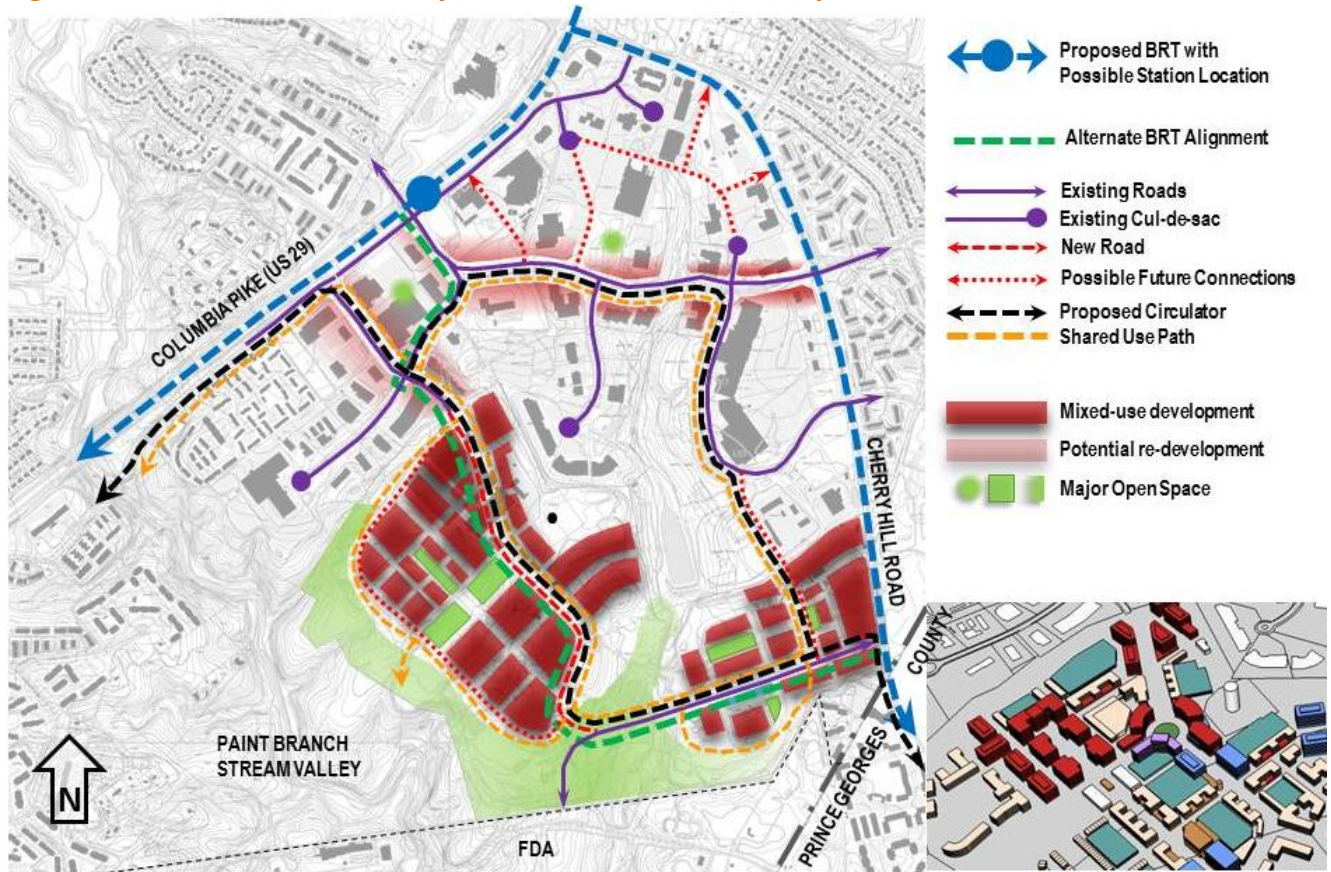 Proposed BRT with
Possible Station Location
Alternate BRT Alignment
Existing Roads
Existing Cul-de-sac
New Road
Possible Future Connections
Proposed Circulator
Shared Use Path
Mixed-use development
Potential re-development
Major Open Space
COLUMBIA PIKE (US 29)
CHERRY HILL ROAD
COUNTY
PRINCE GEORGES
PAINT BRANCH
STREAM VALLEY
N
FDA